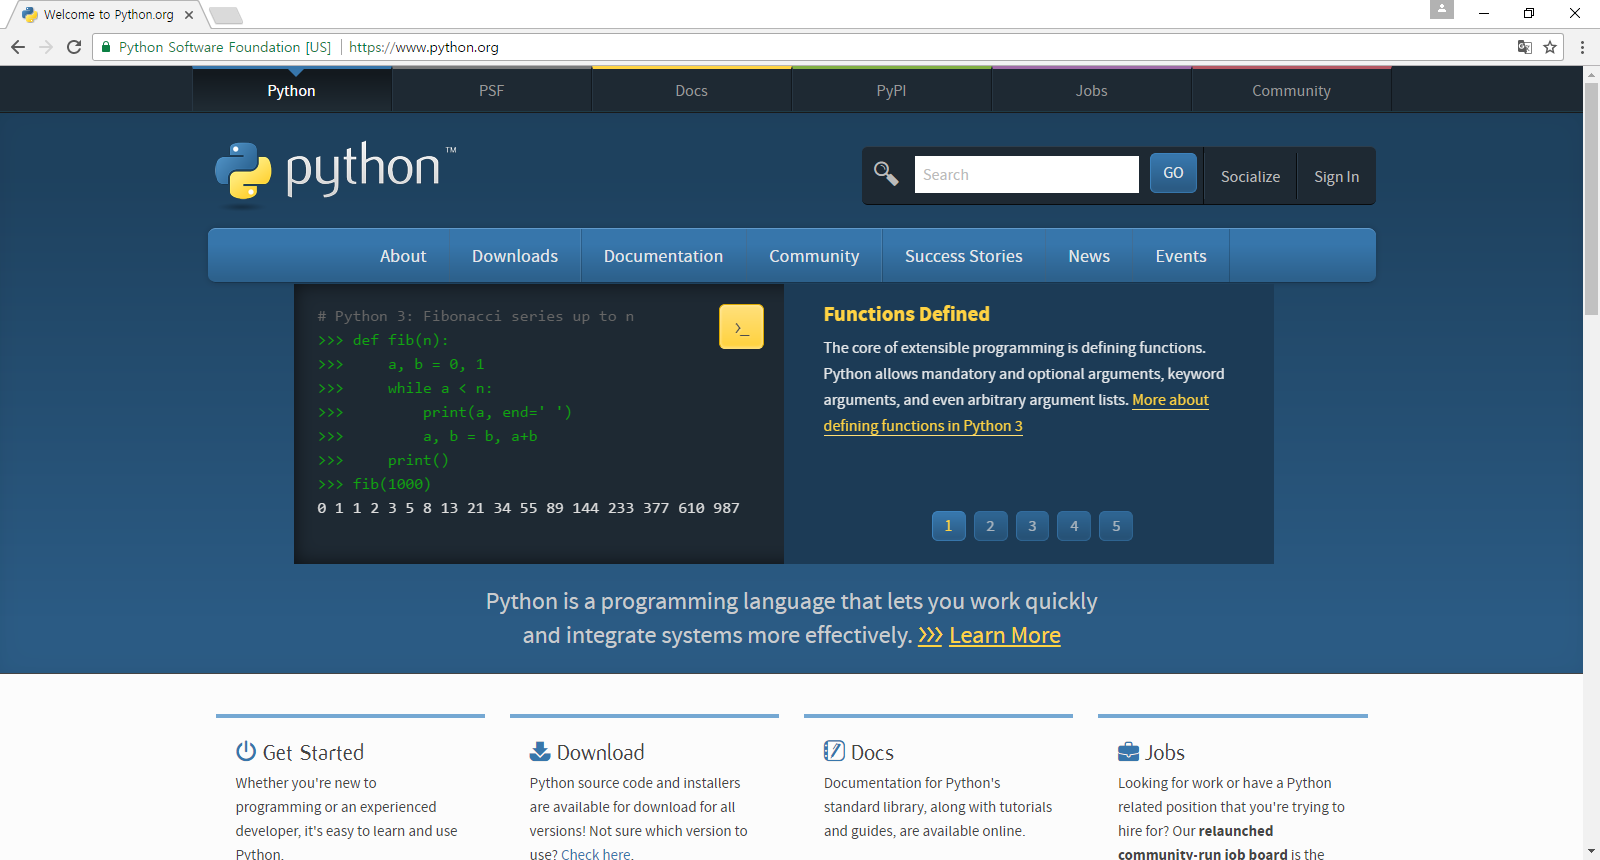 Welcome to Python.org
Python Software Foundation [US] https://www.python.org
Python PSF Docs PyPI Jobs Community
python™
Search GO Socialize Sign In
About Downloads Documentation Community Success Stories News Events
# Python 3: Fibonacci series up to n
>>> def fib(n):
>>>     a, b = 0, 1
>>>     while a < n:
>>>         print(a, end=' ')
>>>         a, b = b, a+b
>>>     print()
>>> fib(1000)
0 1 1 2 3 5 8 13 21 34 55 89 144 233 377 610 987
>_
Functions Defined
The core of extensible programming is defining functions.
Python allows mandatory and optional arguments, keyword
arguments, and even arbitrary argument lists. More about
defining functions in Python 3
1 2 3 4 5
Python is a programming language that lets you work quickly
and integrate systems more effectively. >>> Learn More
Get Started
Whether you're new to
programming or an experienced
developer, it's easy to learn and use
Python.
Download
Python source code and installers
are available for download for all
versions! Not sure which version to
use? Check here.
Docs
Documentation for Python's
standard library, along with tutorials
and guides, are available online.
Jobs
Looking for work or have a Python
related position that you're trying to
hire for? Our relaunched
community-run job board is the